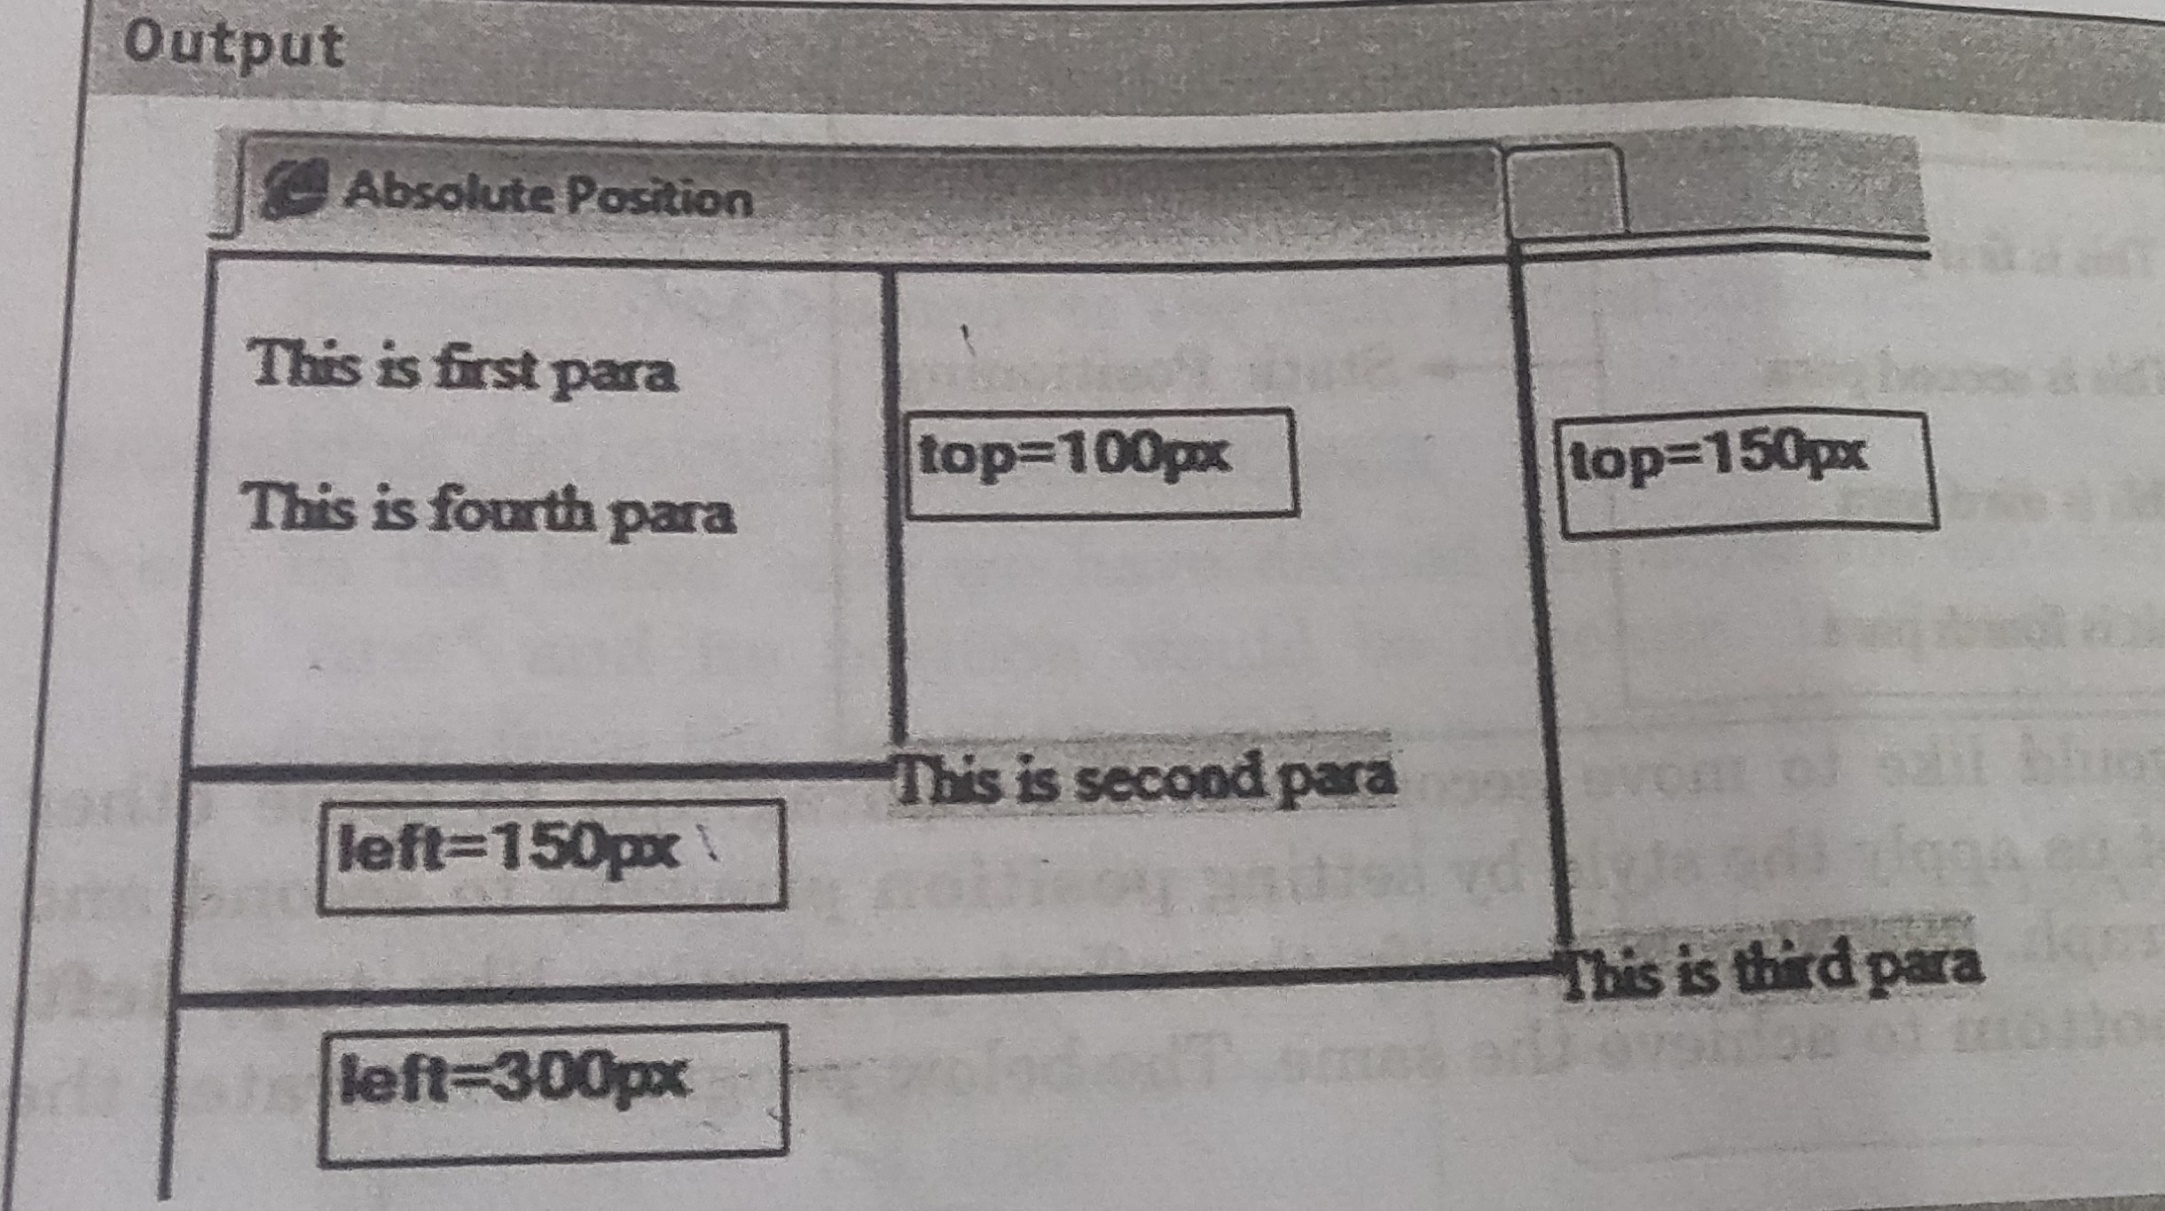 Output
Absolute Position
This is first para
top=100px
top=150px
This is fourth para
This is second para
left=150px
This is third para
left=300px